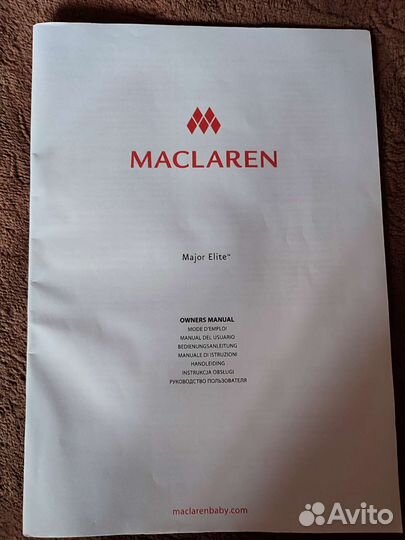 MACLAREN
Major Elite™
OWNERS MANUAL
MODE D'EMPLOI
MANUAL DEL USUARIO
BEDIENUNGSANLEITUNG
MANUALE DI ISTRUZIONI
HANDLEIDING
INSTRUKCJA OBSŁUGI
РУКОВОДСТВО ПОЛЬЗОВАТЕЛЯ
maclarenbaby.com
Avito